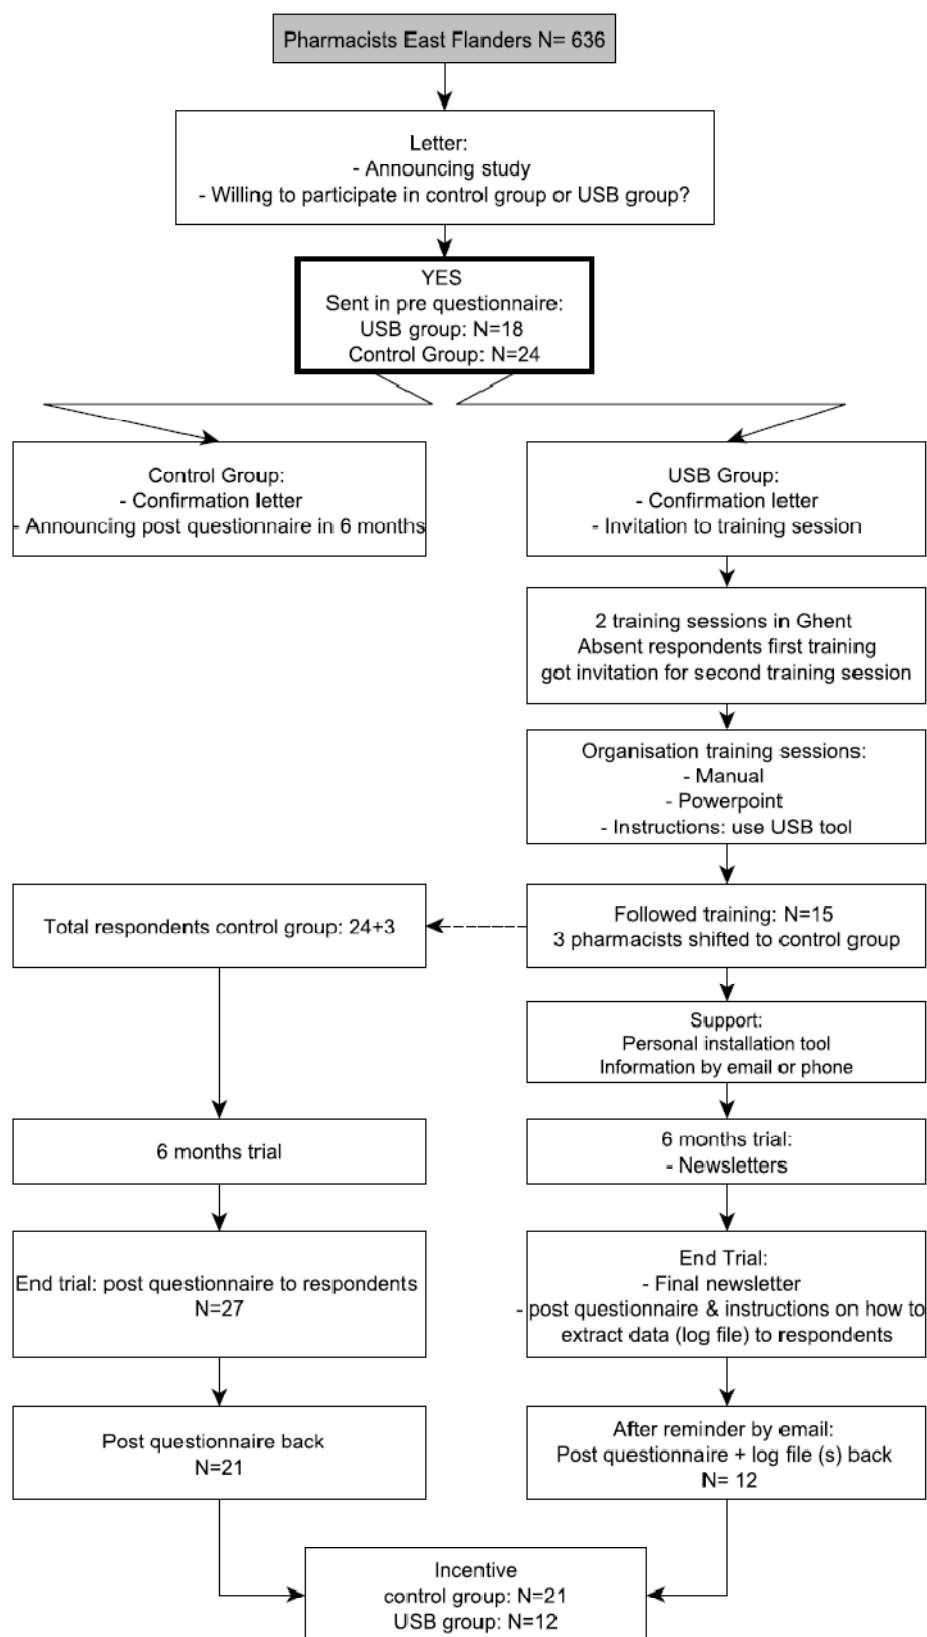 Pharmacists East Flanders N= 636
Letter:
- Announcing study
- Willing to participate in control group or USB group?
YES
Sent in pre questionnaire:
USB group: N=18
Control Group: N=24
Control Group:
- Confirmation letter
- Announcing post questionnaire in 6 months
USB Group:
- Confirmation letter
- Invitation to training session
2 training sessions in Ghent
Absent respondents first training
got invitation for second training session
Organisation training sessions:
- Manual
- Powerpoint
- Instructions: use USB tool
Total respondents control group: 24+3
Followed training: N=15
3 pharmacists shifted to control group
Support:
Personal installation tool
Information by email or phone
6 months trial
6 months trial:
- Newsletters
End trial: post questionnaire to respondents
N=27
End Trial:
- Final newsletter
- post questionnaire & instructions on how to
extract data (log file) to respondents
Post questionnaire back
N=21
After reminder by email:
Post questionnaire + log file (s) back
N= 12
Incentive
control group: N=21
USB group: N=12